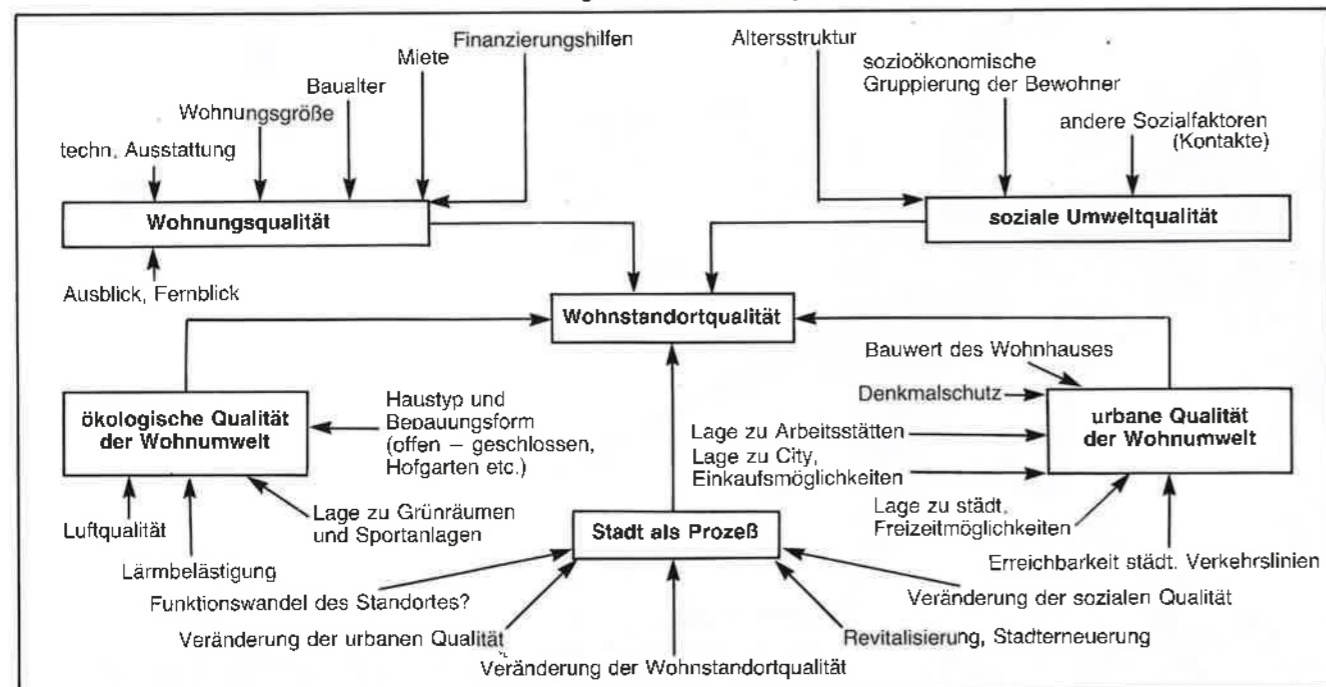 Finanzierungshilfen
Miete
Baualter
Wohnungsgröße
techn. Ausstattung
Wohnungsqualität
Ausblick, Fernblick
Altersstruktur
sozioökonomische
Gruppierung der Bewohner
andere Sozialfaktoren
(Kontakte)
soziale Umweltqualität
Wohnstandortqualität
ökologische Qualität
der Wohnumwelt
Haustyp und
Bebauungsform
(offen – geschlossen,
Hofgarten etc.)
Luftqualität
Lärmbelästigung
Lage zu Grünräumen
und Sportanlagen
Bauwert des Wohnhauses
Denkmalschutz
Lage zu Arbeitsstätten
Lage zu City,
Einkaufsmöglichkeiten
urbane Qualität
der Wohnumwelt
Lage zu städt.
Freizeitmöglichkeiten
Erreichbarkeit städt. Verkehrslinien
Stadt als Prozeß
Funktionswandel des Standortes?
Veränderung der urbanen Qualität
Veränderung der Wohnstandortqualität
Revitalisierung, Stadterneuerung
Veränderung der sozialen Qualität